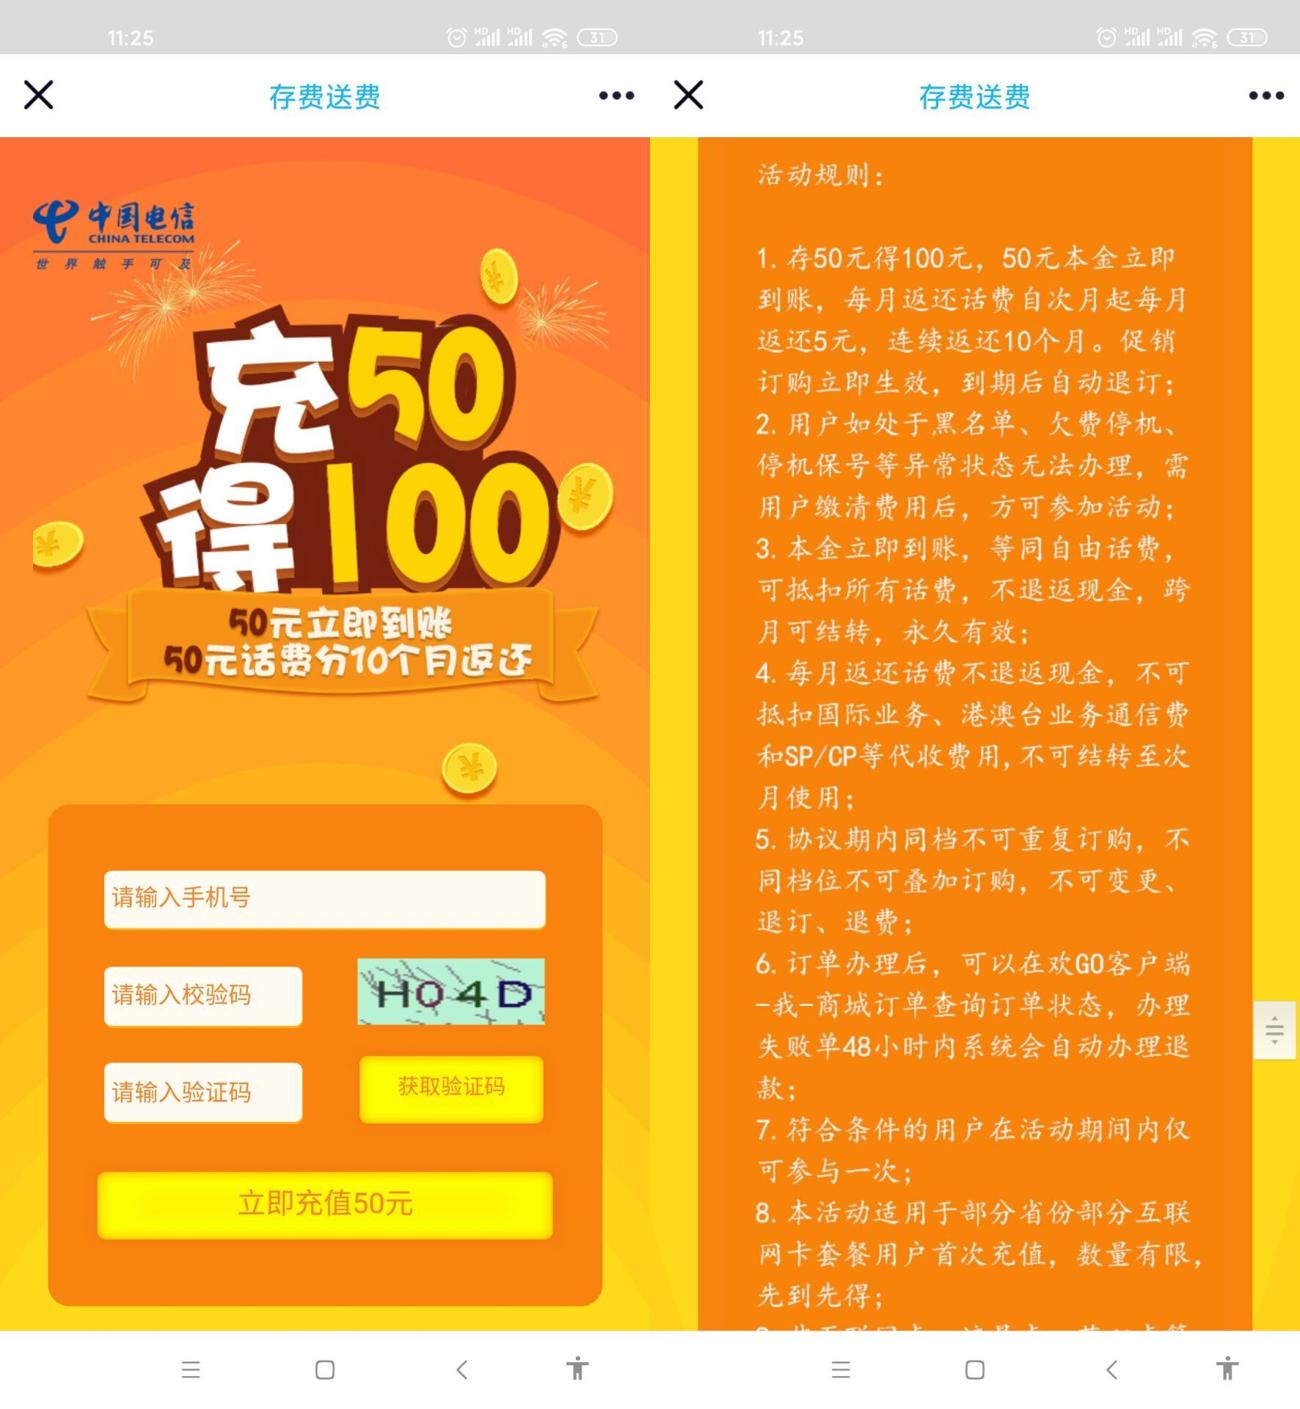 11:25
HD HD 6 31
存费送费
中国电信
CHINA TELECOM
世界触手可及
充50
得100
50元立即到账
50元话费分10个月返还
请输入手机号
请输入校验码
HQ4D
请输入验证码
获取验证码
立即充值50元
11:25
HD HD 6 31
存费送费
活动规则：
1.存50元得100元，50元本金立即
到账，每月返还话费自次月起每月
返还5元，连续返还10个月。促销
订购立即生效，到期后自动退订；
2.用户如处于黑名单、欠费停机、
停机保号等异常状态无法办理，需
用户缴清费用后，方可参加活动；
3.本金立即到账，等同自由话费，
可抵扣所有话费，不退返现金，跨
月可结转，永久有效；
4.每月返还话费不退返现金，不可
抵扣国际业务、港澳台业务通信费
和SP/CP等代收费用,不可结转至次
月使用；
5.协议期内同档不可重复订购，不
同档位不可叠加订购，不可变更、
退订、退费；
6.订单办理后，可以在欢GO客户端
-我-商城订单查询订单状态，办理
失败单48小时内系统会自动办理退
款；
7.符合条件的用户在活动期间内仅
可参与一次；
8.本活动适用于部分省份部分互联
网卡套餐用户首次充值，数量有限，
先到先得；